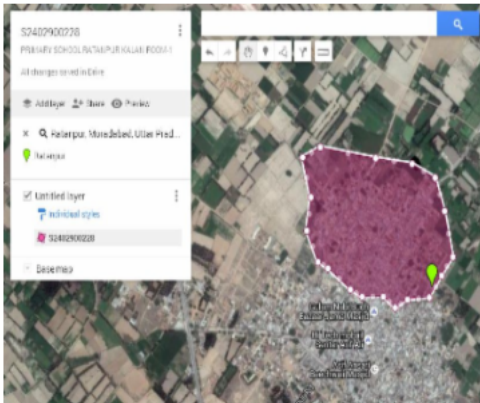 S2402900228
PRIMARY SCHOOL RATANPUR KALAN ROOM 1
All changes saved in Drive
Add layer Share Preview
Ratanpur, Moradabad, Uttar Prad...
Ratanpur
Untitled layer
Individual styles
S2402900228
Base map